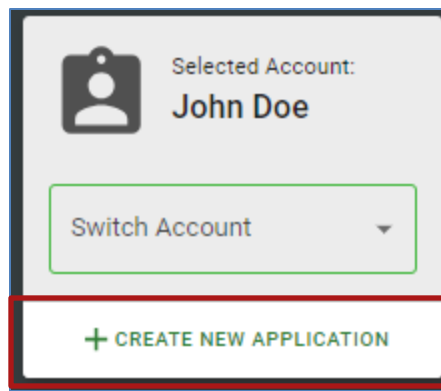 Selected Account:
John Doe
Switch Account
+ CREATE NEW APPLICATION